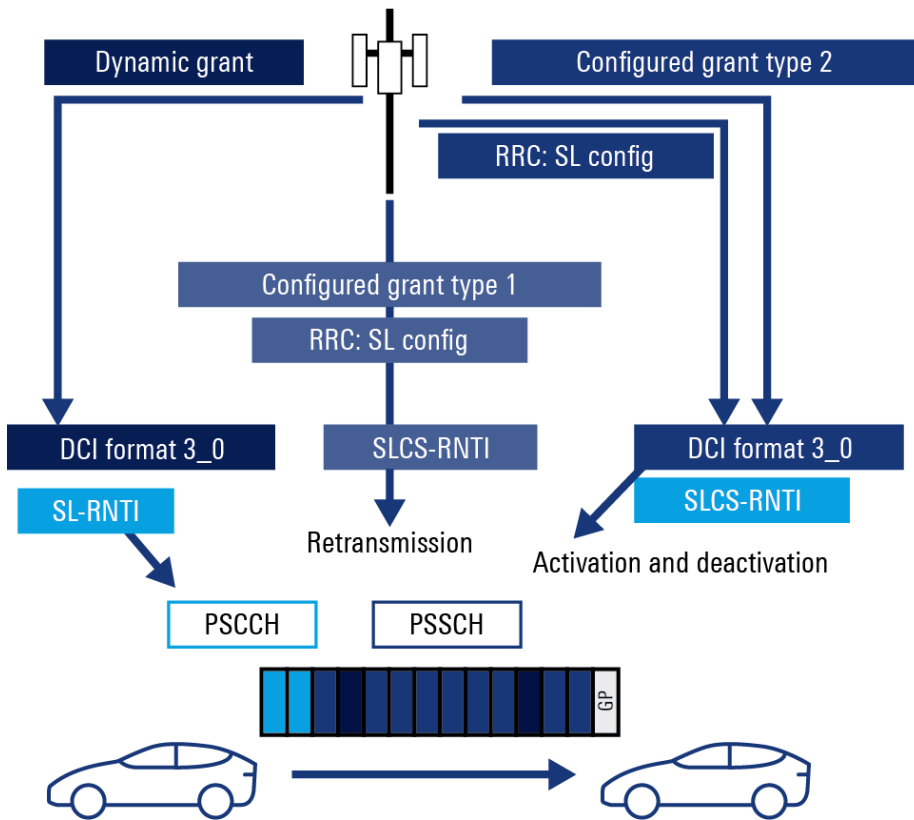 Dynamic grant
Configured grant type 2
RRC: SL config
Configured grant type 1
RRC: SL config
DCI format 3_0
SLCS-RNTI
DCI format 3_0
SL-RNTI
SLCS-RNTI
Retransmission
Activation and deactivation
PSCCH
PSSCH
GP